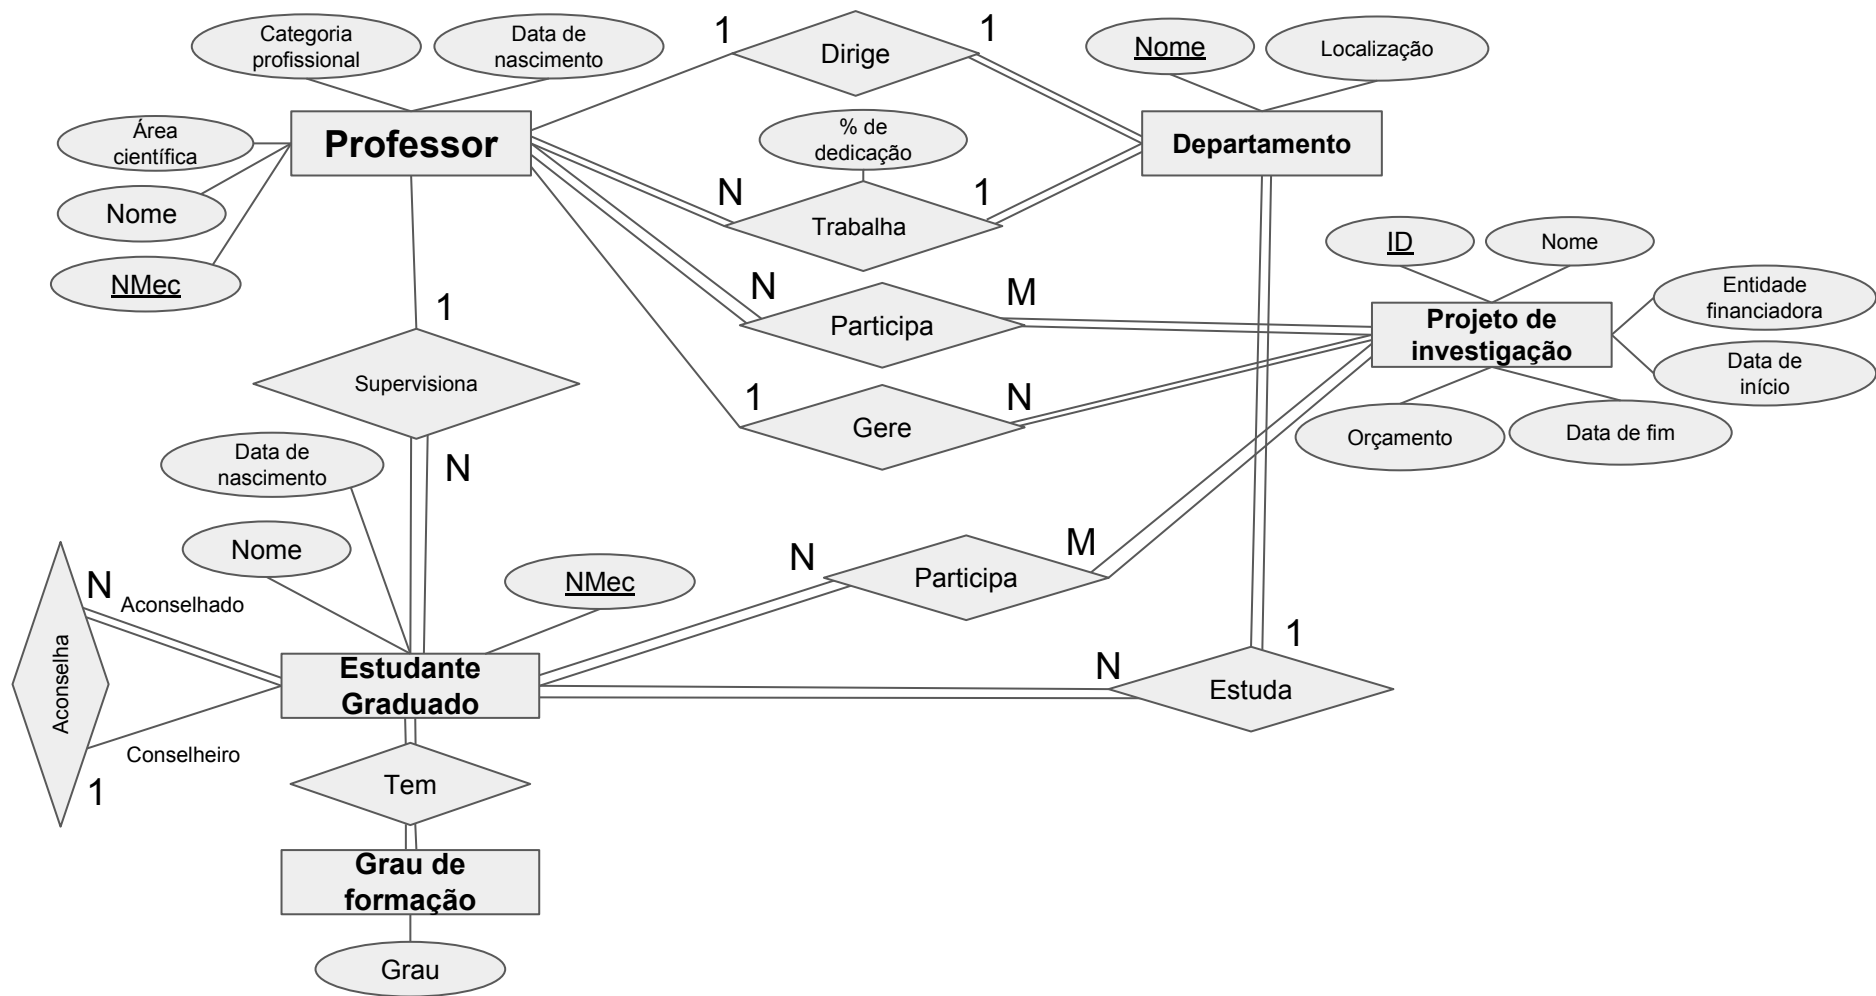 1
1
Categoria
profissional
Data de
nascimento
Dirige
Nome
Localização
Área
científica
Professor
% de
dedicação
Departamento
Nome
N
1
Trabalha
NMec
ID
Nome
N
M
Participa
Entidade
financiadora
1
Projeto de
investigação
Supervisiona
Data de
início
1
N
Gere
Orçamento
Data de fim
Data de
nascimento
N
Nome
N
M
Participa
NMec
N
Aconselhado
Aconselha
1
N
Estudante
Graduado
Estuda
Conselheiro
1
Tem
Grau de
formação
Grau